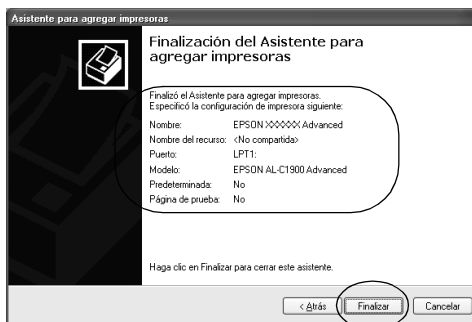 Asistente para agregar impresoras
Finalización del Asistente para
agregar impresoras
Finalizó el Asistente para agregar impresoras.
Especificó la configuración de impresora siguiente:
Nombre: EPSON XXXXX Advanced
Nombre del recurso: <No compartida>
Puerto: LPT1:
Modelo: EPSON AL-C1900 Advanced
Predeterminada: No
Página de prueba: No
Haga clic en Finalizar para cerrar este asistente.
< Atrás Finalizar Cancelar